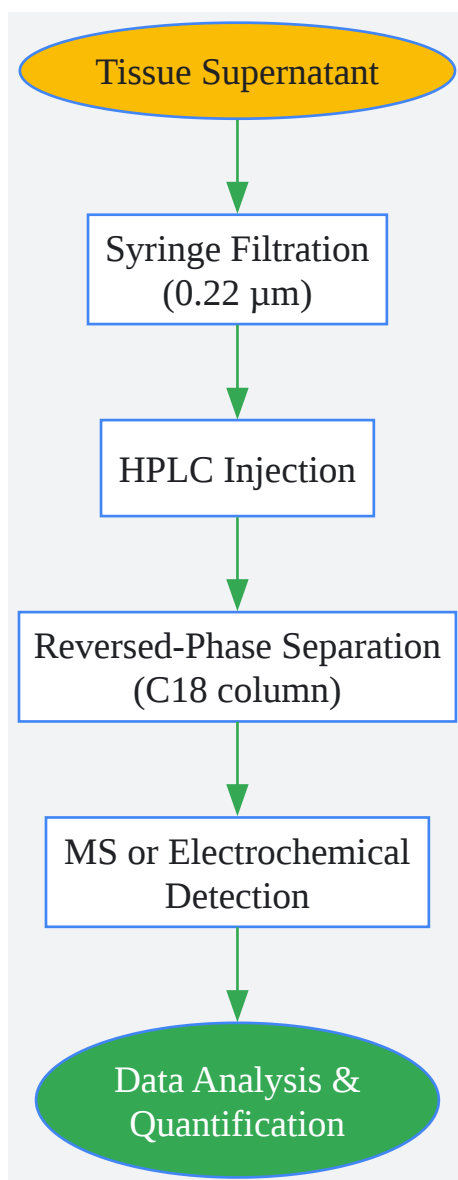 Tissue Supernatant
Syringe Filtration
(0.22 µm)
HPLC Injection
Reversed-Phase Separation
(C18 column)
MS or Electrochemical
Detection
Data Analysis &
Quantification